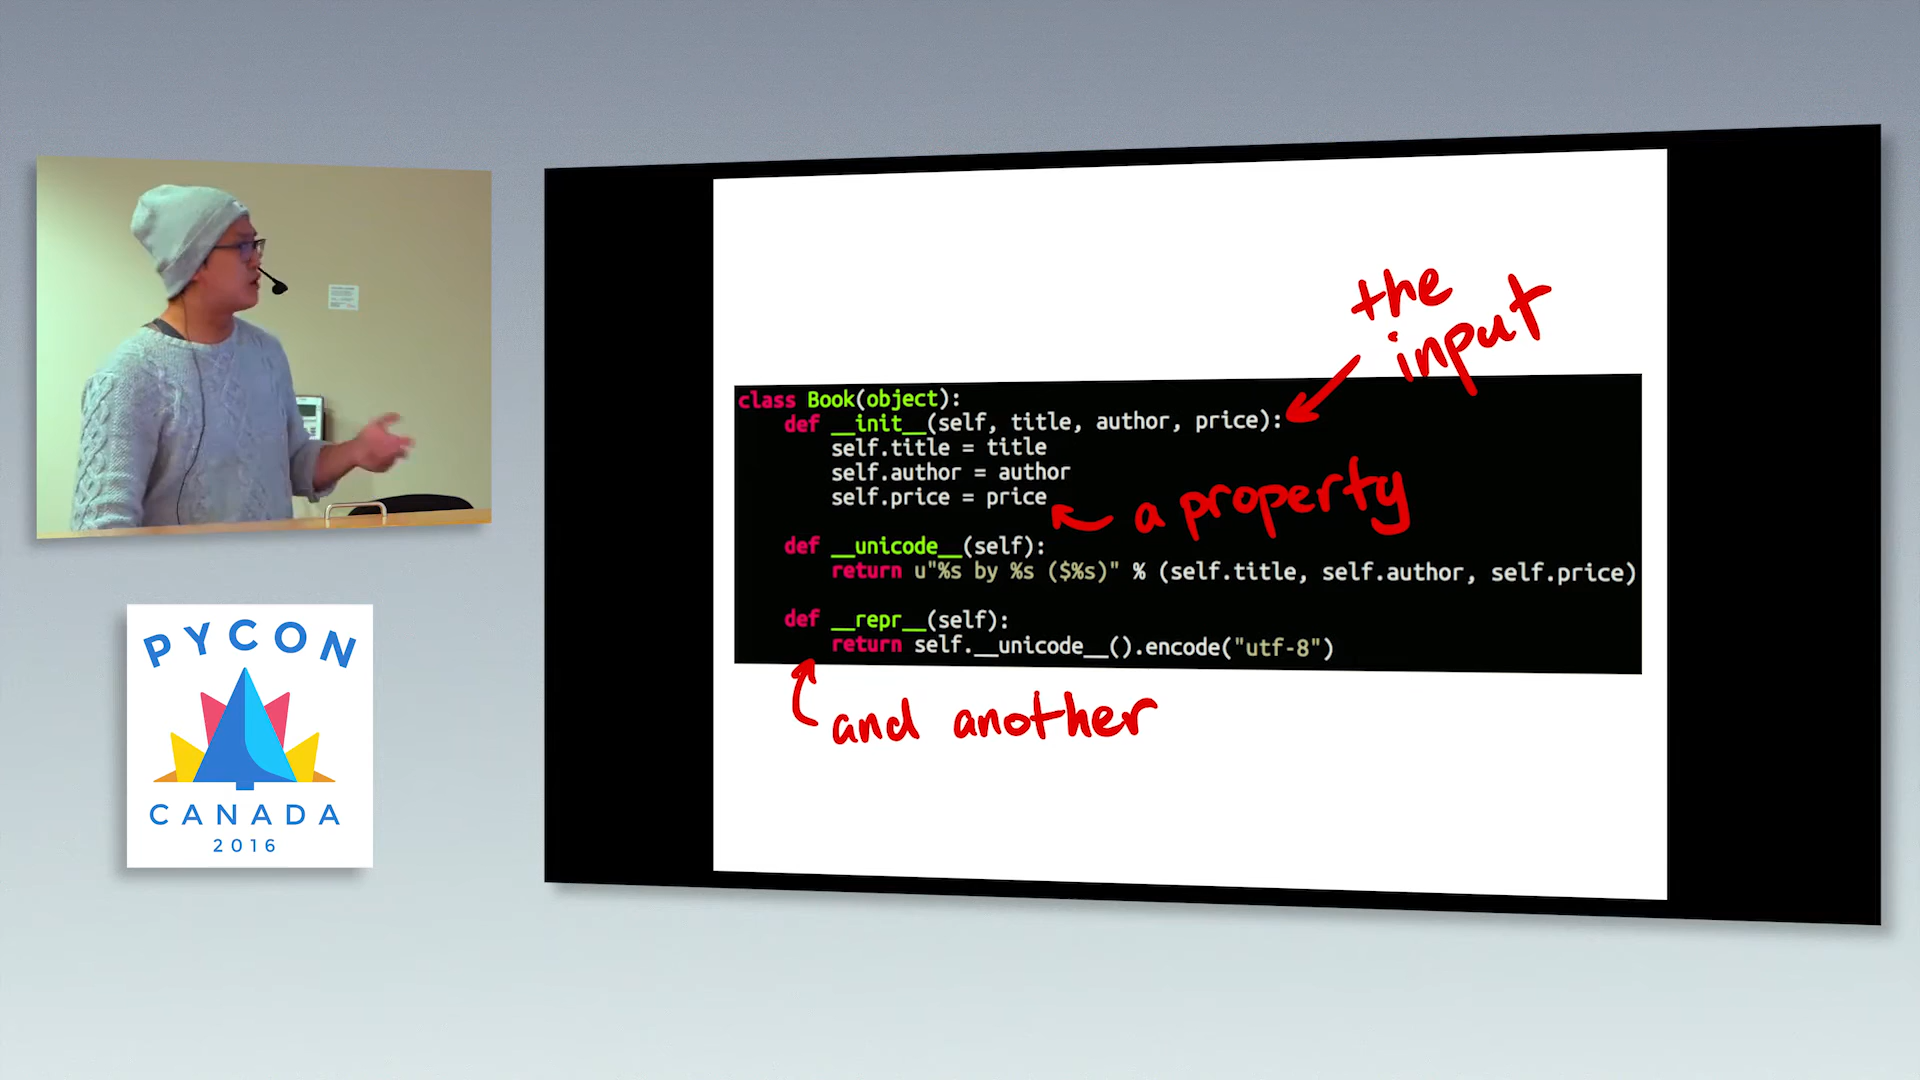 the
input
class Book(object):
    def __init__(self, title, author, price):
        self.title = title
        self.author = author
        self.price = price
a property
    def __unicode__(self):
        return u"%s by %s ($%s)" % (self.title, self.author, self.price)
    def __repr__(self):
        return self.__unicode__().encode("utf-8")
and another
PYCON
CANADA
2016